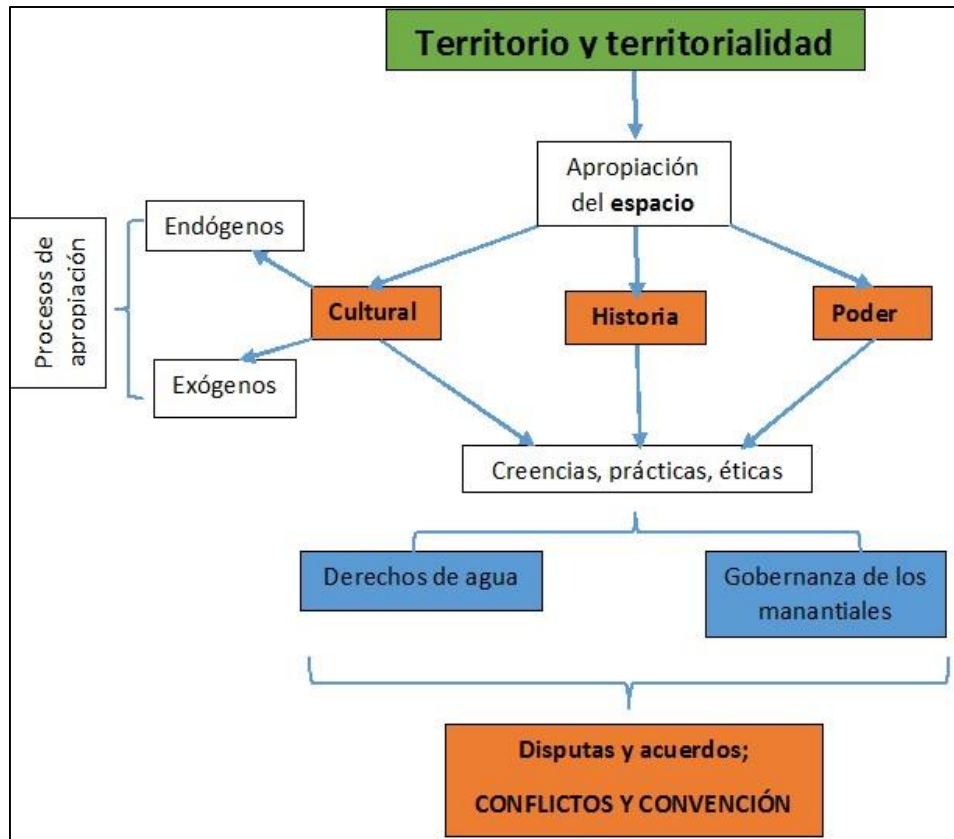 Territorio y territorialidad
Apropiación
del espacio
Procesos de
apropiación
Endógenos
Exógenos
Cultural
Historia
Poder
Creencias, prácticas, éticas
Derechos de agua
Gobernanza de los
manantiales
Disputas y acuerdos;
CONFLICTOS Y CONVENCIÓN